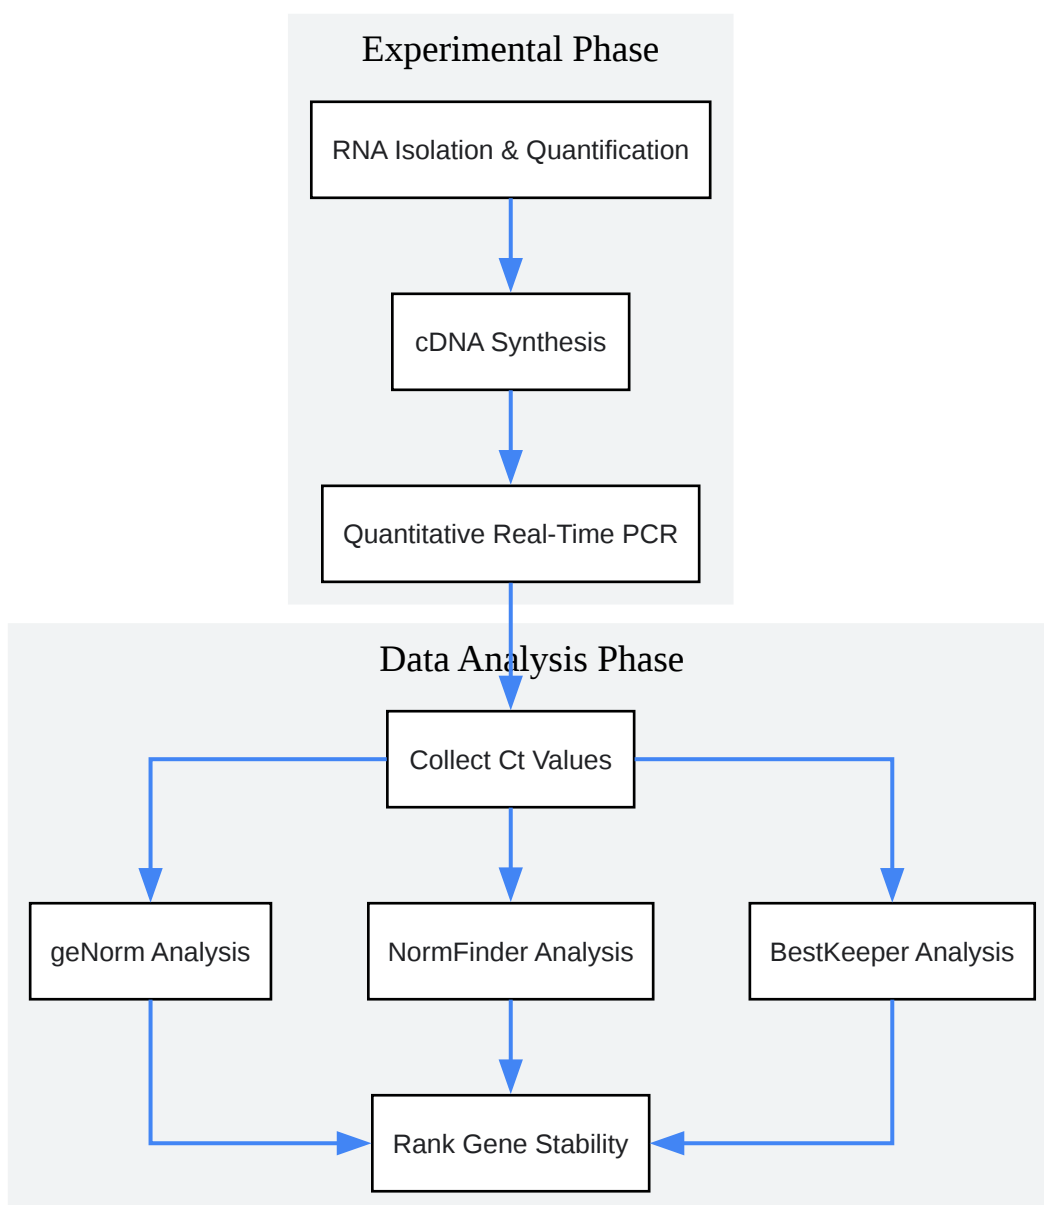 Experimental Phase
RNA Isolation & Quantification
cDNA Synthesis
Quantitative Real-Time PCR
Data Analysis Phase
Collect Ct Values
geNorm Analysis
NormFinder Analysis
BestKeeper Analysis
Rank Gene Stability